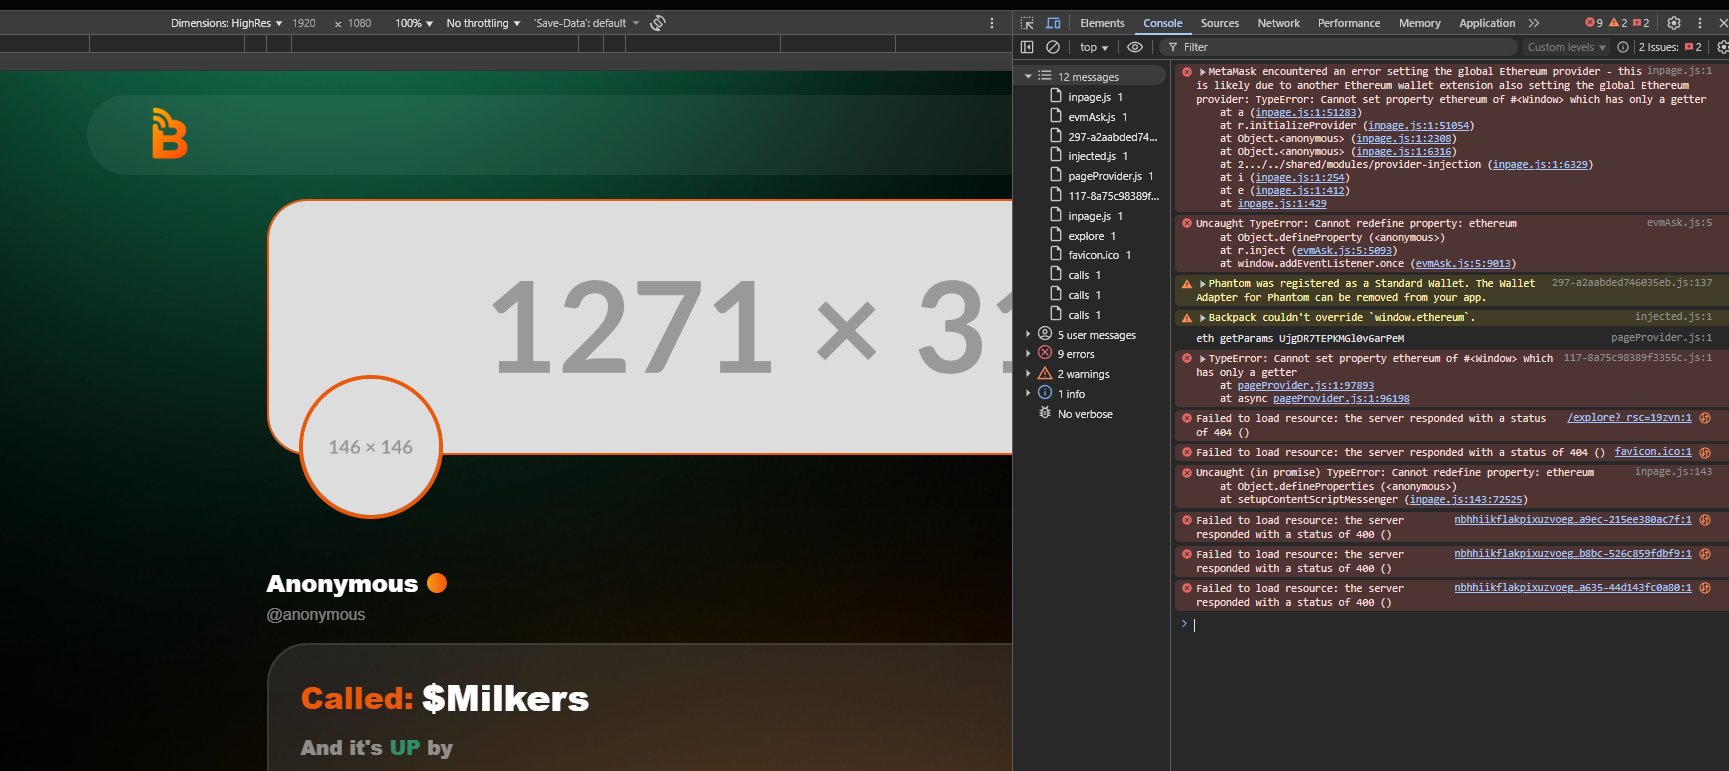 Dimensions: HighRes 1920 × 1080 100% No throttling 'Save-Data': default
Elements Console Sources Network Performance Memory Application 9 2 2
top Filter Custom levels 2 Issues: 2
12 messages
inpage.js 1
evmAsk.js 1
297-a2aabded74...
injected.js 1
pageProvider.js 1
117-8a75c98389f...
inpage.js 1
explore 1
favicon.ico 1
calls 1
calls 1
calls 1
5 user messages
9 errors
2 warnings
1 info
No verbose
MetaMask encountered an error setting the global Ethereum provider - this inpage.js:1
is likely due to another Ethereum wallet extension also setting the global Ethereum
provider: TypeError: Cannot set property ethereum of #<Window> which has only a getter
at a (inpage.js:1:51283)
at r.initializeProvider (inpage.js:1:51054)
at Object.<anonymous> (inpage.js:1:2308)
at Object.<anonymous> (inpage.js:1:6316)
at 2.../../shared/modules/provider-injection (inpage.js:1:6329)
at i (inpage.js:1:254)
at e (inpage.js:1:412)
at inpage.js:1:429
Uncaught TypeError: Cannot redefine property: ethereum evmAsk.js:5
at Object.defineProperty (<anonymous>)
at r.inject (evmAsk.js:5:5093)
at window.addEventListener.once (evmAsk.js:5:9013)
Phantom was registered as a Standard Wallet. The Wallet 297-a2aabded746035eb.js:137
Adapter for Phantom can be removed from your app.
Backpack couldn't override `window.ethereum`. injected.js:1
eth getParams UjgDR7TEPKMGl0v6arPeM pageProvider.js:1
TypeError: Cannot set property ethereum of #<Window> which 117-8a75c98389f3355c.js:1
has only a getter
at pageProvider.js:1:97893
at async pageProvider.js:1:96198
Failed to load resource: the server responded with a status /explore?_rsc=19zvn:1
of 404 ()
Failed to load resource: the server responded with a status of 404 () favicon.ico:1
Uncaught (in promise) TypeError: Cannot redefine property: ethereum inpage.js:143
at Object.defineProperties (<anonymous>)
at setupContentScriptMessenger (inpage.js:143:72525)
Failed to load resource: the server nbhhiikflakpixuzvoeg…a9ec-215ee380ac7f:1
responded with a status of 400 ()
Failed to load resource: the server nbhhiikflakpixuzvoeg…b8bc-526c859fdbf9:1
responded with a status of 400 ()
Failed to load resource: the server nbhhiikflakpixuzvoeg…a635-44d143fc0a80:1
responded with a status of 400 ()
B
1271 × 31
146 × 146
Anonymous
@anonymous
Called: $Milkers
And it's UP by